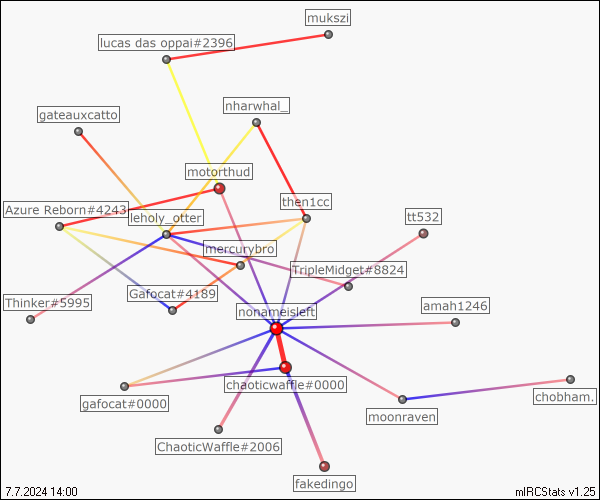 mukszi
lucas das oppai#2396
nharwhal_
gateauxcatto
motorthud
then1cc
Azure Reborn#4243
leholy_otter
tt532
mercurybro
TripleMidget#8824
Gafocat#4189
Thinker#5995
nonameisleft
amah1246
chaoticwaffle#0000
gafocat#0000
chobham.
moonraven
ChaoticWaffle#2006
fakedingo
7.7.2024 14:00
mIRCStats v1.25